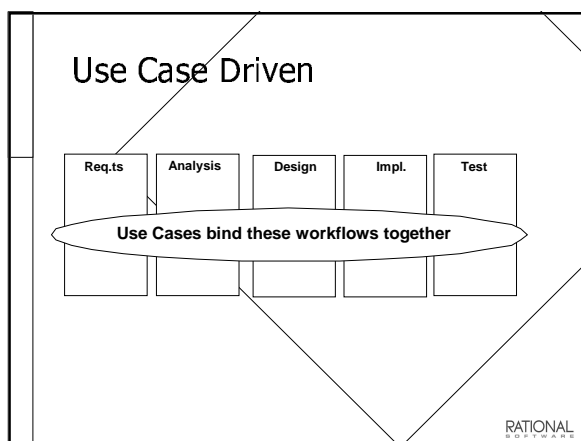 Use Case Driven
Req.ts Analysis Design Impl. Test
Use Cases bind these workflows together
RATIONAL
SOFTWARE